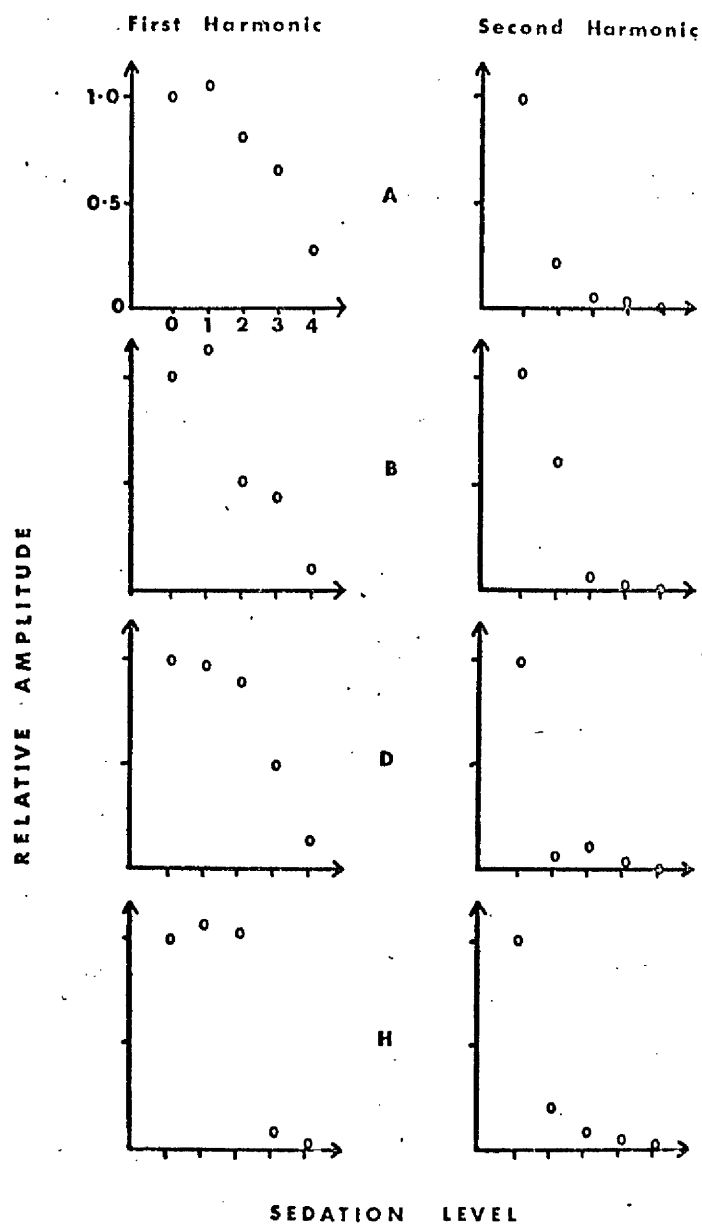 First Harmonic
Second Harmonic
1·0
0·5
0
0 1 2 3 4
A
B
D
H
RELATIVE AMPLITUDE
SEDATION LEVEL